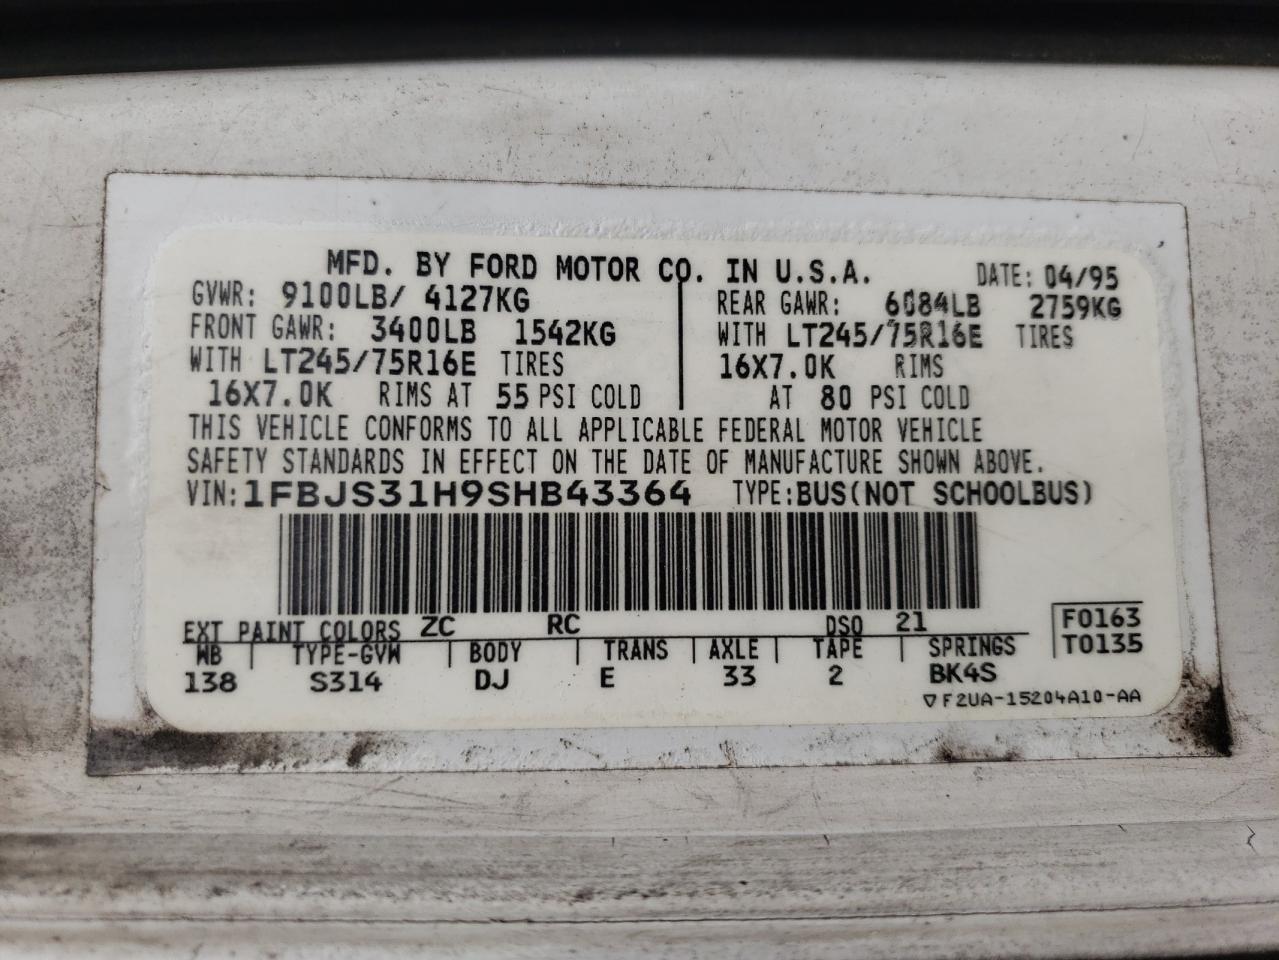 MFD. BY FORD MOTOR CO. IN U.S.A.
DATE: 04/95
GVWR: 9100LB/ 4127KG
FRONT GAWR: 3400LB 1542KG
WITH LT245/75R16E TIRES
16X7.0K RIMS AT 55 PSI COLD
REAR GAWR: 6084LB 2759KG
WITH LT245/75R16E TIRES
16X7.0K RIMS
AT 80 PSI COLD
THIS VEHICLE CONFORMS TO ALL APPLICABLE FEDERAL MOTOR VEHICLE
SAFETY STANDARDS IN EFFECT ON THE DATE OF MANUFACTURE SHOWN ABOVE.
VIN: 1FBJS31H9SHB43364 TYPE: BUS(NOT SCHOOLBUS)
EXT PAINT COLORS ZC RC DSO 21
F0163
T0135
WB TYPE-GVW BODY TRANS AXLE TAPE SPRINGS
138 S314 DJ E 33 2 BK4S
▽ F2UA-15204A10-AA